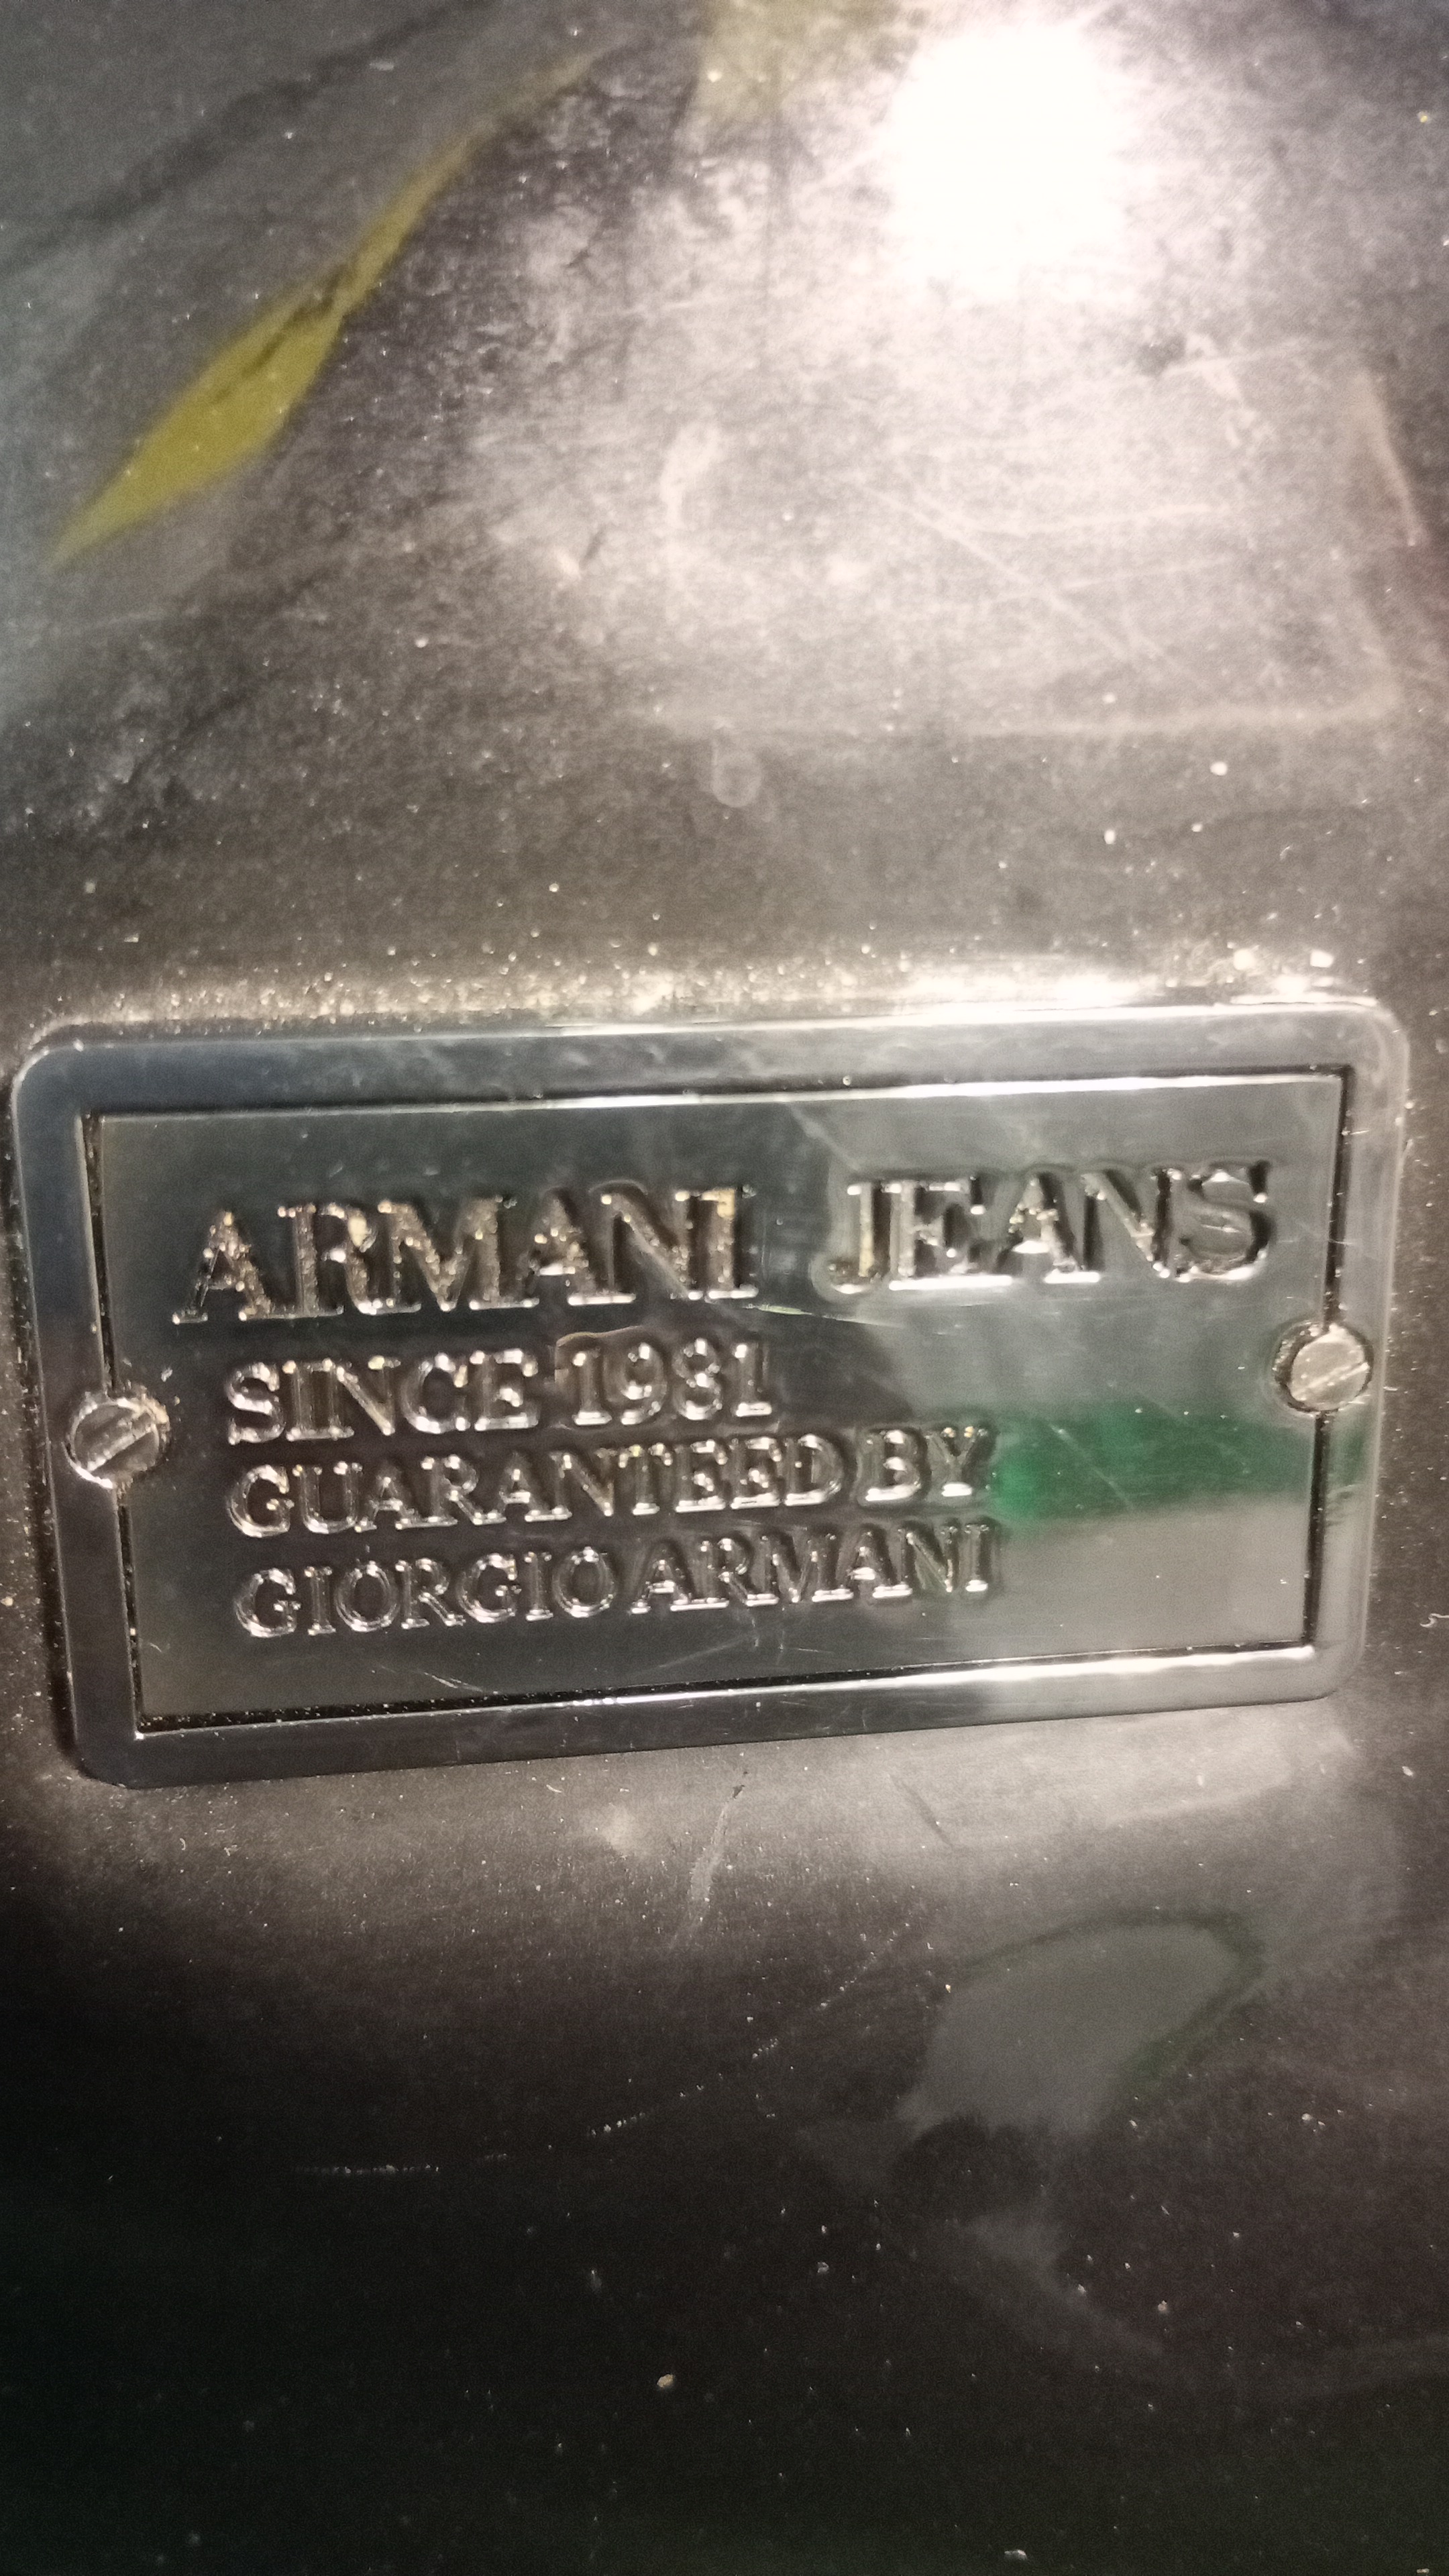 ARMANI JEANS
SINCE 1981
GUARANTEED BY
GIORGIO ARMANI